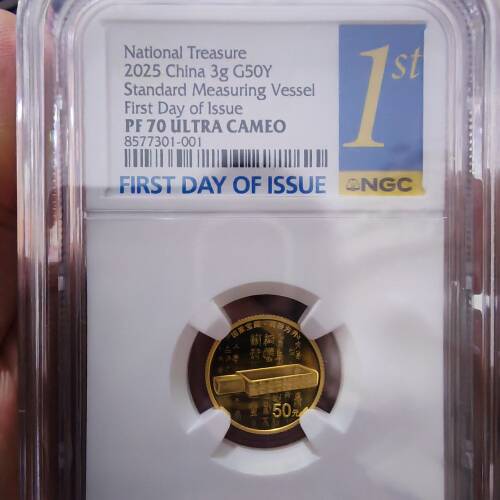 National Treasure
2025 China 3g G50Y
Standard Measuring Vessel
First Day of Issue
PF 70 ULTRA CAMEO
8577301-001
FIRST DAY OF ISSUE
1st
NGC
50元